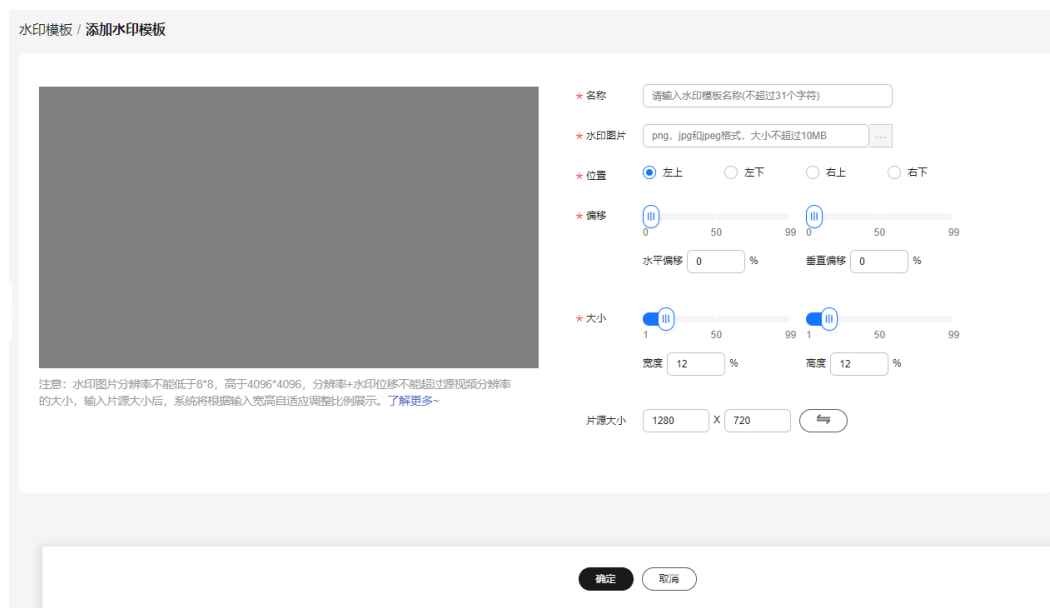 水印模板 / 添加水印模板
* 名称 请输入水印模板名称(不超过31个字符)
* 水印图片 png，jpg和jpeg格式，大小不超过10MB ...
* 位置 左上 左下 右上 右下
* 偏移
0 50 99 0 50 99
水平偏移 0 % 垂直偏移 0 %
* 大小
1 50 99 1 50 99
宽度 12 % 高度 12 %
注意：水印图片分辨率不能低于8*8，高于4096*4096，分辨率+水印位移不能超过源视频分辨率
的大小，输入片源大小后，系统将根据输入宽高自适应调整比例展示。了解更多~
片源大小 1280 X 720
确定 取消